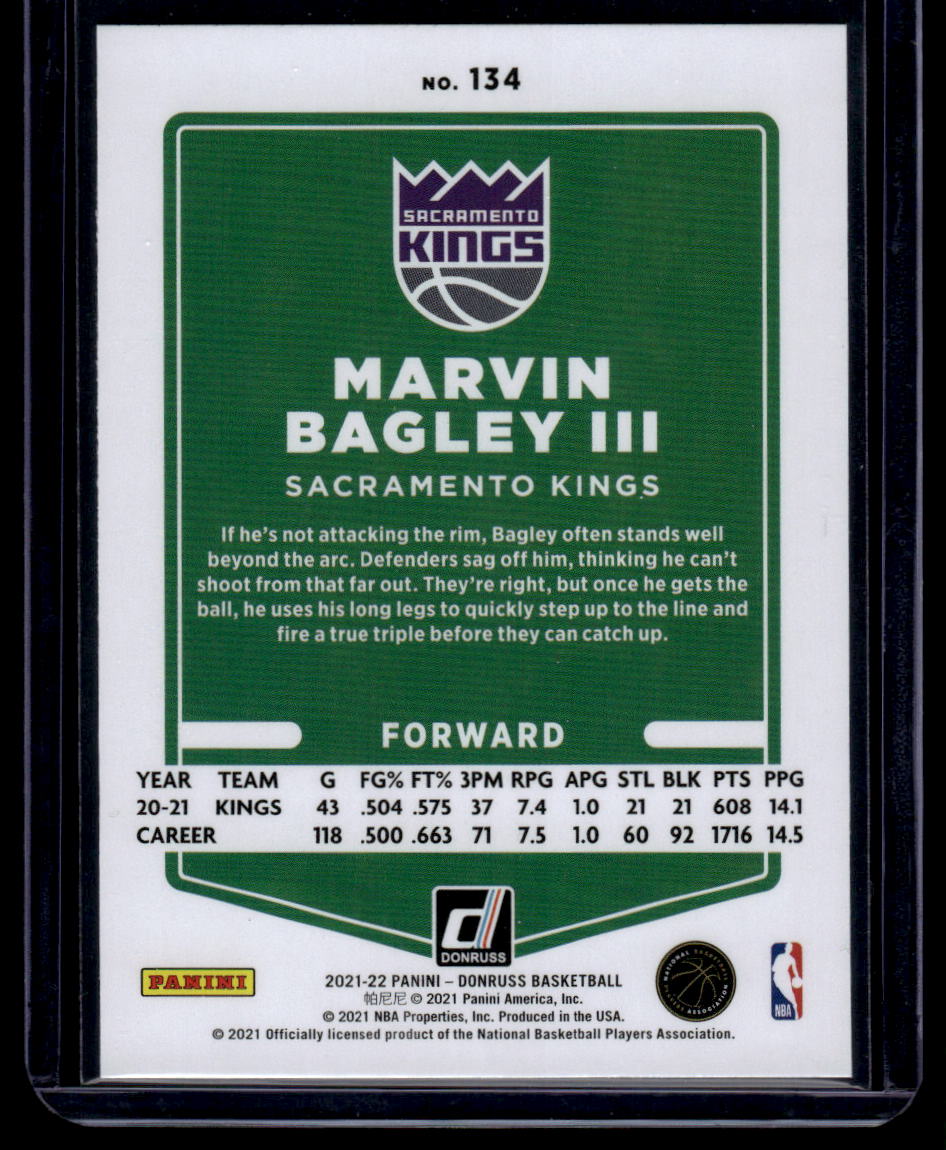 NO. 134
SACRAMENTO
KINGS
MARVIN
BAGLEY III
SACRAMENTO KINGS
If he's not attacking the rim, Bagley often stands well
beyond the arc. Defenders sag off him, thinking he can't
shoot from that far out. They're right, but once he gets the
ball, he uses his long legs to quickly step up to the line and
fire a true triple before they can catch up.
FORWARD
YEAR TEAM G FG% FT% 3PM RPG APG STL BLK PTS PPG
20-21 KINGS 43 .504 .575 37 7.4 1.0 21 21 608 14.1
CAREER 118 .500 .663 71 7.5 1.0 60 92 1716 14.5
DONRUSS
PANINI
2021-22 PANINI – DONRUSS BASKETBALL
帕尼尼 © 2021 Panini America, Inc.
© 2021 NBA Properties, Inc. Produced in the USA.
© 2021 Officially licensed product of the National Basketball Players Association.
NATIONAL BASKETBALL
PLAYERS ASSOCIATION
NBA